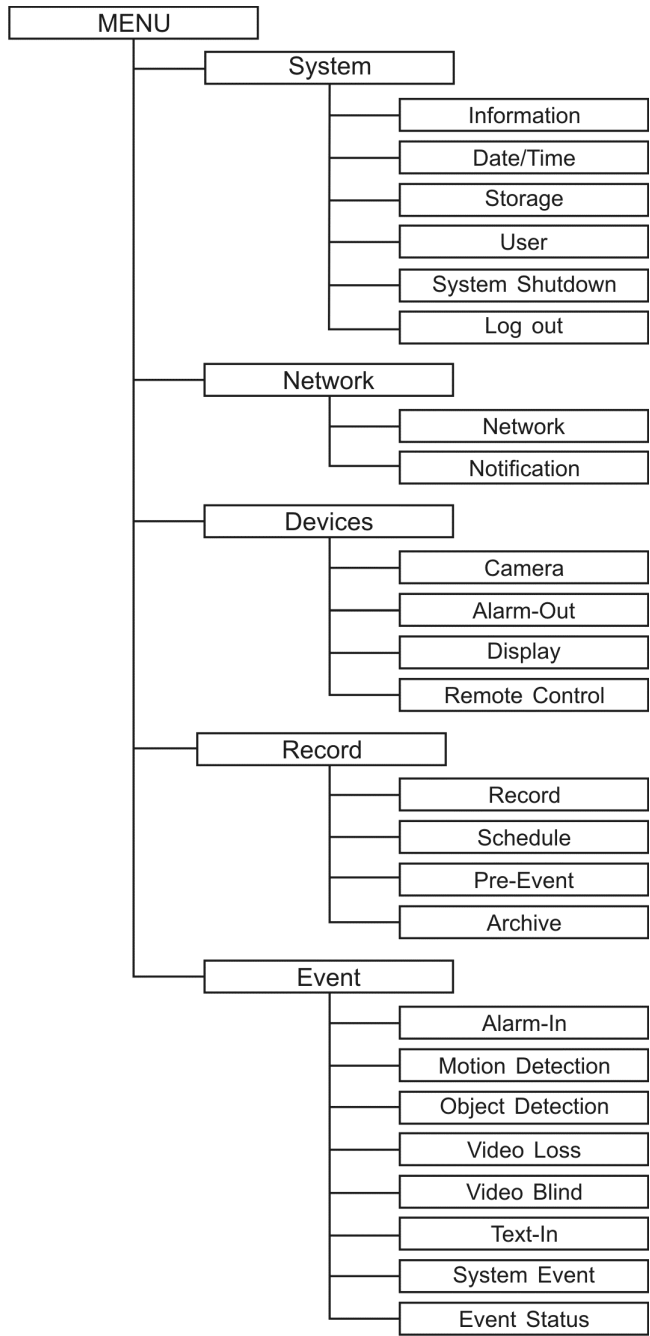 MENU
System
Information
Date/Time
Storage
User
System Shutdown
Log out
Network
Network
Notification
Devices
Camera
Alarm-Out
Display
Remote Control
Record
Record
Schedule
Pre-Event
Archive
Event
Alarm-In
Motion Detection
Object Detection
Video Loss
Video Blind
Text-In
System Event
Event Status